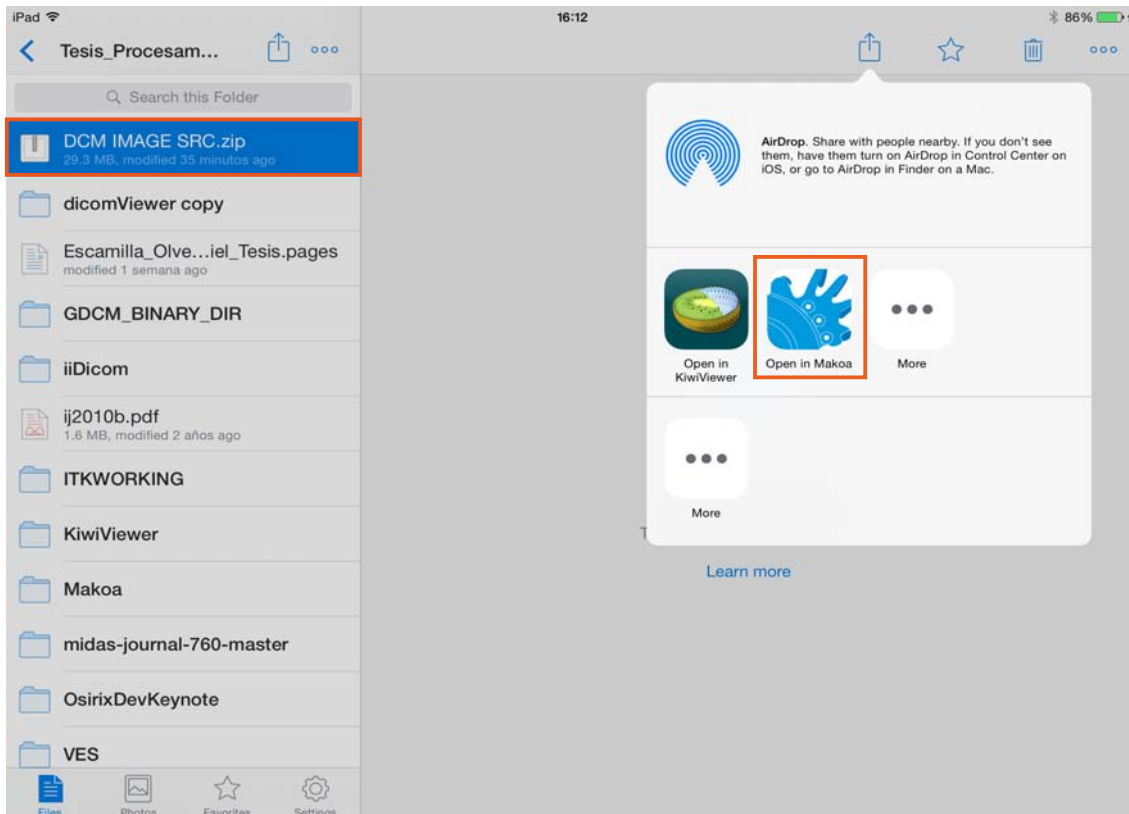 iPad
16:12
86%
Tesis_Procesam...
Search this Folder
DCM IMAGE SRC.zip
29.3 MB, modified 35 minutos ago
dicomViewer copy
Escamilla_Olve...iel_Tesis.pages
modified 1 semana ago
GDCM_BINARY_DIR
iiDicom
ij2010b.pdf
1.6 MB, modified 2 años ago
ITKWORKING
KiwiViewer
Makoa
midas-journal-760-master
OsirixDevKeynote
VES
Files
Photos
Favorites
Settings
AirDrop. Share with people nearby. If you don't see
them, have them turn on AirDrop in Control Center on
iOS, or go to AirDrop in Finder on a Mac.
Open in
KiwiViewer
Open in Makoa
More
More
T
Learn more